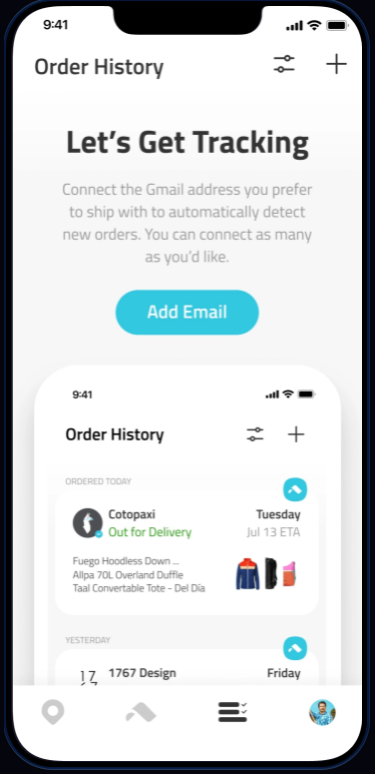 9:41
Order History
Let's Get Tracking
Connect the Gmail address you prefer
to ship with to automatically detect
new orders. You can connect as many
as you'd like.
Add Email
9:41
Order History
ORDERED TODAY
Cotopaxi
Tuesday
Out for Delivery
Jul 13 ETA
Fuego Hoodless Down ...
Allpa 70L Overland Duffle
Taal Convertable Tote - Del Día
YESTERDAY
17
1767 Design
Friday